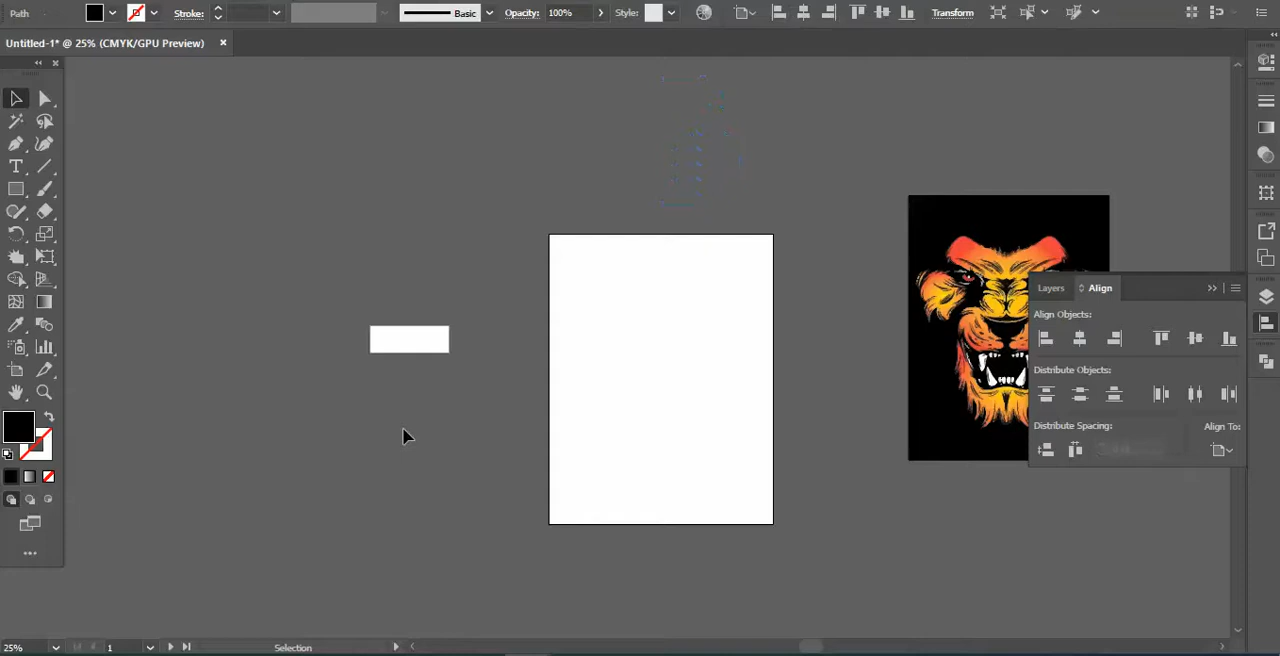 Path Stroke: Basic Opacity: 100% Style: Transform
Untitled-1* @ 25% (CMYK/GPU Preview)
Layers Align
Align Objects:
Distribute Objects:
Distribute Spacing: Align To:
25% 1 Selection